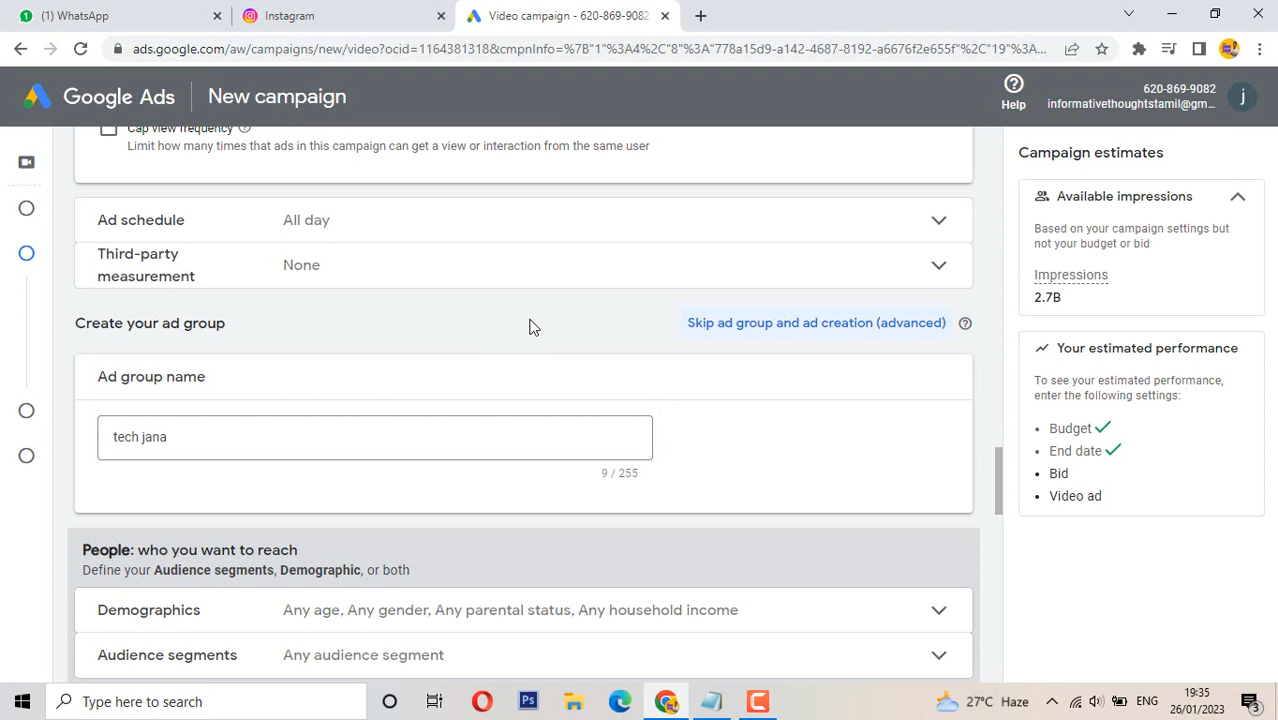 (1) WhatsApp
Instagram
Video campaign - 620-869-9082
ads.google.com/aw/campaigns/new/video?ocid=1164381318&cmpnInfo=%7B"1"%3A4%2C"8"%3A"778a15d9-a142-4687-8192-a6676f2e655f"%2C"19"%3A...
Google Ads
New campaign
Help
620-869-9082
informativethoughtstamil@gm...
j
Cap view frequency
Limit how many times that ads in this campaign can get a view or interaction from the same user
Ad schedule All day
Third-party measurement None
Create your ad group
Skip ad group and ad creation (advanced)
Ad group name
tech jana
9 / 255
People: who you want to reach
Define your Audience segments, Demographic, or both
Demographics Any age, Any gender, Any parental status, Any household income
Audience segments Any audience segment
Campaign estimates
Available impressions
Based on your campaign settings but
not your budget or bid
Impressions
2.7B
Your estimated performance
To see your estimated performance,
enter the following settings:
Budget
End date
Bid
Video ad
Type here to search
Ps
27°C Haze
ENG
19:35
26/01/2023
3